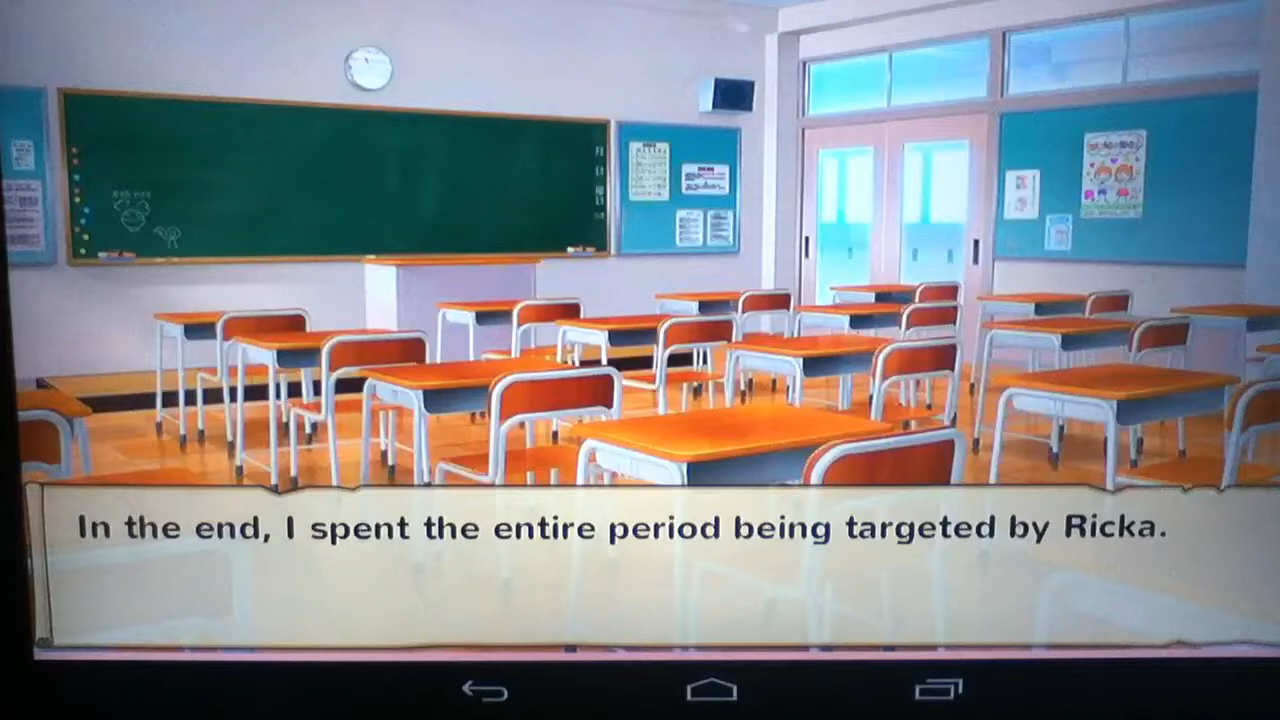 In the end, I spent the entire period being targeted by Ricka.